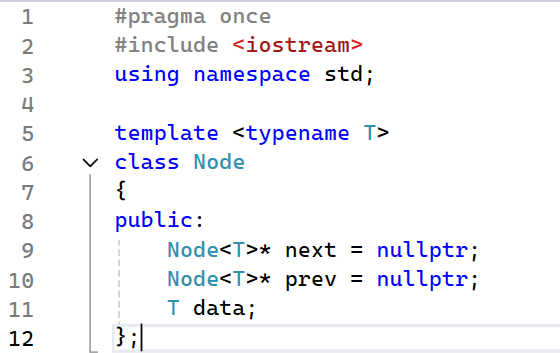 1 #pragma once
2 #include <iostream>
3 using namespace std;
4
5 template <typename T>
6 class Node
7 {
8 public:
9 Node<T>* next = nullptr;
10 Node<T>* prev = nullptr;
11 T data;
12 };